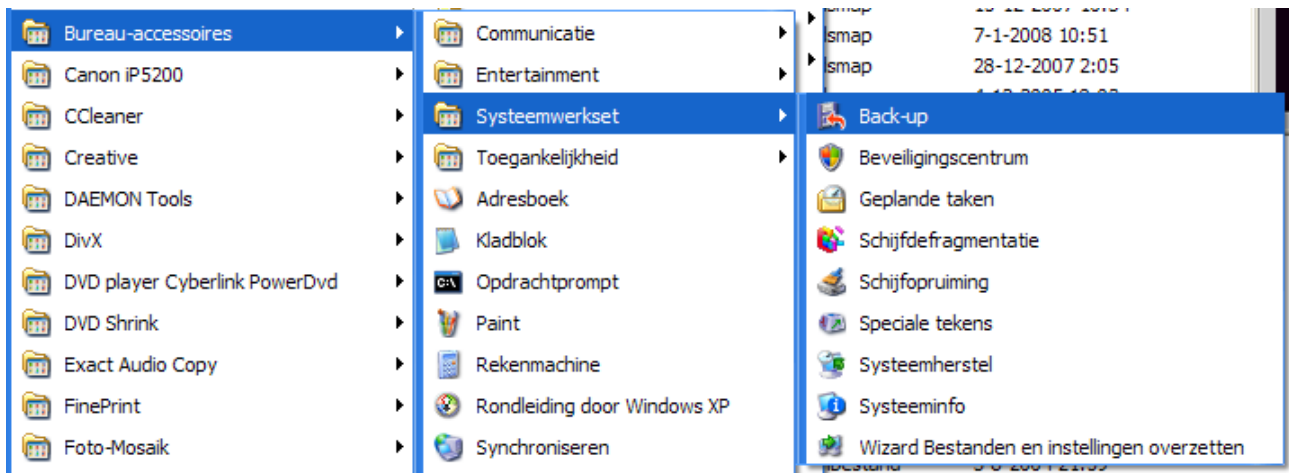 Bureau-accessoires
Canon iP5200
CCleaner
Creative
DAEMON Tools
DivX
DVD player Cyberlink PowerDvd
DVD Shrink
Exact Audio Copy
FinePrint
Foto-Mosaik
Communicatie
Entertainment
Systeemwerkset
Toegankelijkheid
Adresboek
Kladblok
Opdrachtprompt
Paint
Rekenmachine
Rondleiding door Windows XP
Synchroniseren
lsmap 7-1-2008 10:51
lsmap 28-12-2007 2:05
Back-up
Beveiligingscentrum
Geplande taken
Schijfdefragmentatie
Schijfopruiming
Speciale tekens
Systeemherstel
Systeeminfo
Wizard Bestanden en instellingen overzetten